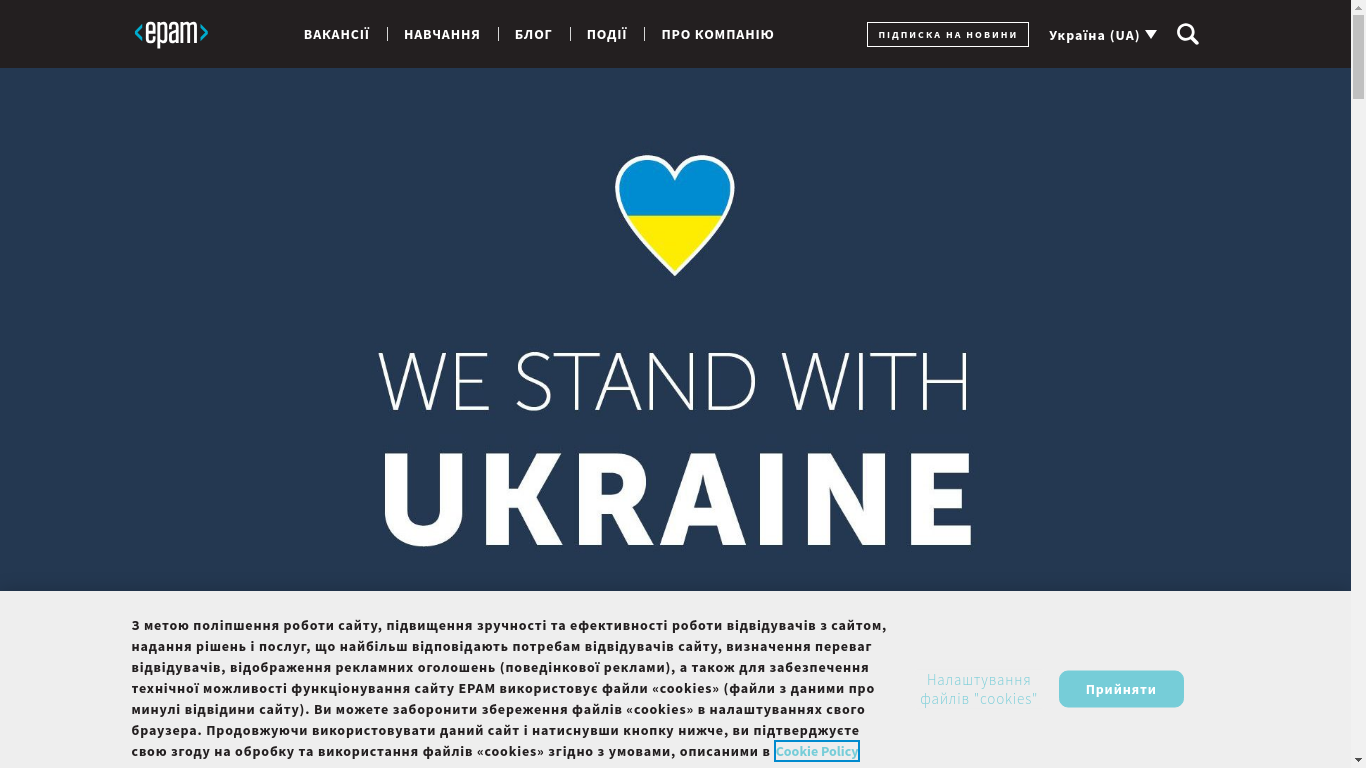 <epam>
ВАКАНСІЇ
НАВЧАННЯ
БЛОГ
ПОДІЇ
ПРО КОМПАНІЮ
ПІДПИСКА НА НОВИНИ
Україна (UA)
WE STAND WITH
UKRAINE
З метою поліпшення роботи сайту, підвищення зручності та ефективності роботи відвідувачів з сайтом,
надання рішень і послуг, що найбільш відповідають потребам відвідувачів сайту, визначення переваг
відвідувачів, відображення рекламних оголошень (поведінкової реклами), а також для забезпечення
технічної можливості функціонування сайту EPAM використовує файли «cookies» (файли з даними про
минулі відвідини сайту). Ви можете заборонити збереження файлів «cookies» в налаштуваннях свого
браузера. Продовжуючи використовувати даний сайт і натиснувши кнопку нижче, ви підтверджуєте
свою згоду на обробку та використання файлів «cookies» згідно з умовами, описаними в Cookie Policy
Налаштування
файлів "cookies"
Прийняти